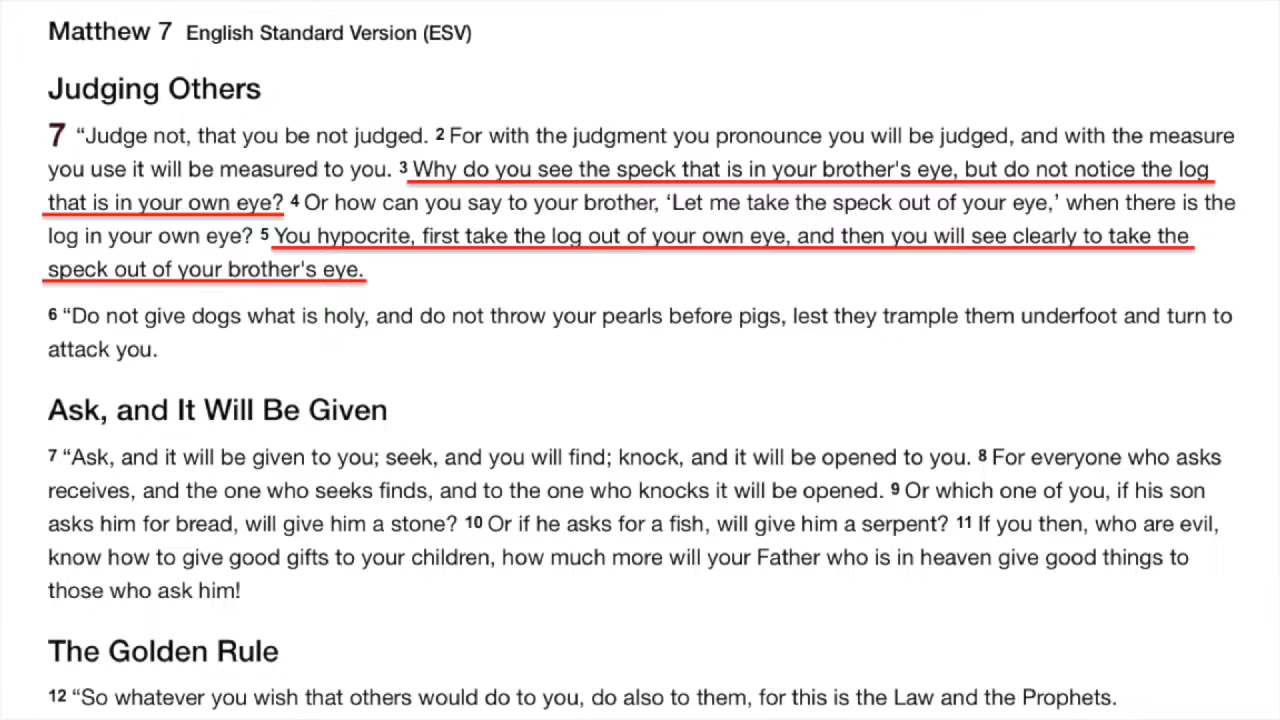 Matthew 7 English Standard Version (ESV)
Judging Others
7 “Judge not, that you be not judged. 2 For with the judgment you pronounce you will be judged, and with the measure
you use it will be measured to you. 3 Why do you see the speck that is in your brother's eye, but do not notice the log
that is in your own eye? 4 Or how can you say to your brother, ‘Let me take the speck out of your eye,’ when there is the
log in your own eye? 5 You hypocrite, first take the log out of your own eye, and then you will see clearly to take the
speck out of your brother's eye.
6 “Do not give dogs what is holy, and do not throw your pearls before pigs, lest they trample them underfoot and turn to
attack you.
Ask, and It Will Be Given
7 “Ask, and it will be given to you; seek, and you will find; knock, and it will be opened to you. 8 For everyone who asks
receives, and the one who seeks finds, and to the one who knocks it will be opened. 9 Or which one of you, if his son
asks him for bread, will give him a stone? 10 Or if he asks for a fish, will give him a serpent? 11 If you then, who are evil,
know how to give good gifts to your children, how much more will your Father who is in heaven give good things to
those who ask him!
The Golden Rule
12 “So whatever you wish that others would do to you, do also to them, for this is the Law and the Prophets.